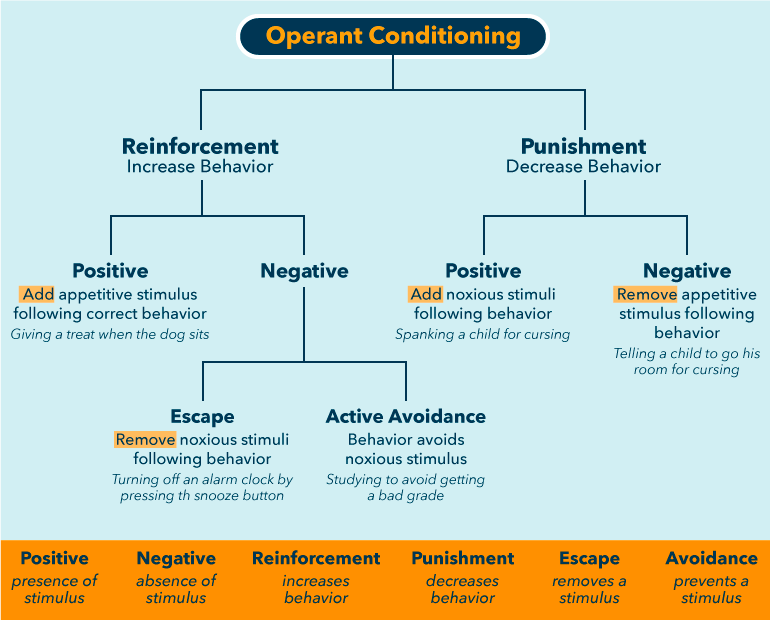 Operant Conditioning
Reinforcement
Increase Behavior
Punishment
Decrease Behavior
Positive
Add appetitive stimulus
following correct behavior
Giving a treat when the dog sits
Negative
Positive
Add noxious stimuli
following behavior
Spanking a child for cursing
Negative
Remove appetitive
stimulus following
behavior
Telling a child to go his
room for cursing
Escape
Remove noxious stimuli
following behavior
Turning off an alarm clock by
pressing th snooze button
Active Avoidance
Behavior avoids
noxious stimulus
Studying to avoid getting
a bad grade
Positive
presence of
stimulus
Negative
absence of
stimulus
Reinforcement
increases
behavior
Punishment
decreases
behavior
Escape
removes a
stimulus
Avoidance
prevents a
stimulus